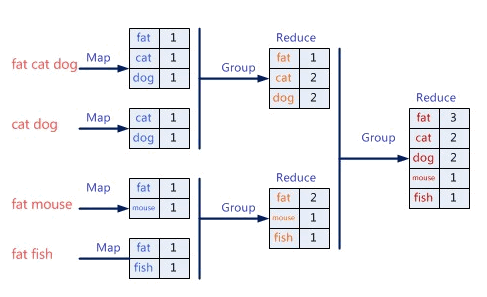 fat cat dog
Map
fat 1
cat 1
dog 1
cat dog
Map
cat 1
dog 1
fat mouse
Map
fat 1
mouse 1
fat fish
Map
fat 1
fish 1
Group
Reduce
fat 1
cat 2
dog 2
Group
Reduce
fat 2
mouse 1
fish 1
Group
Reduce
fat 3
cat 2
dog 2
mouse 1
fish 1